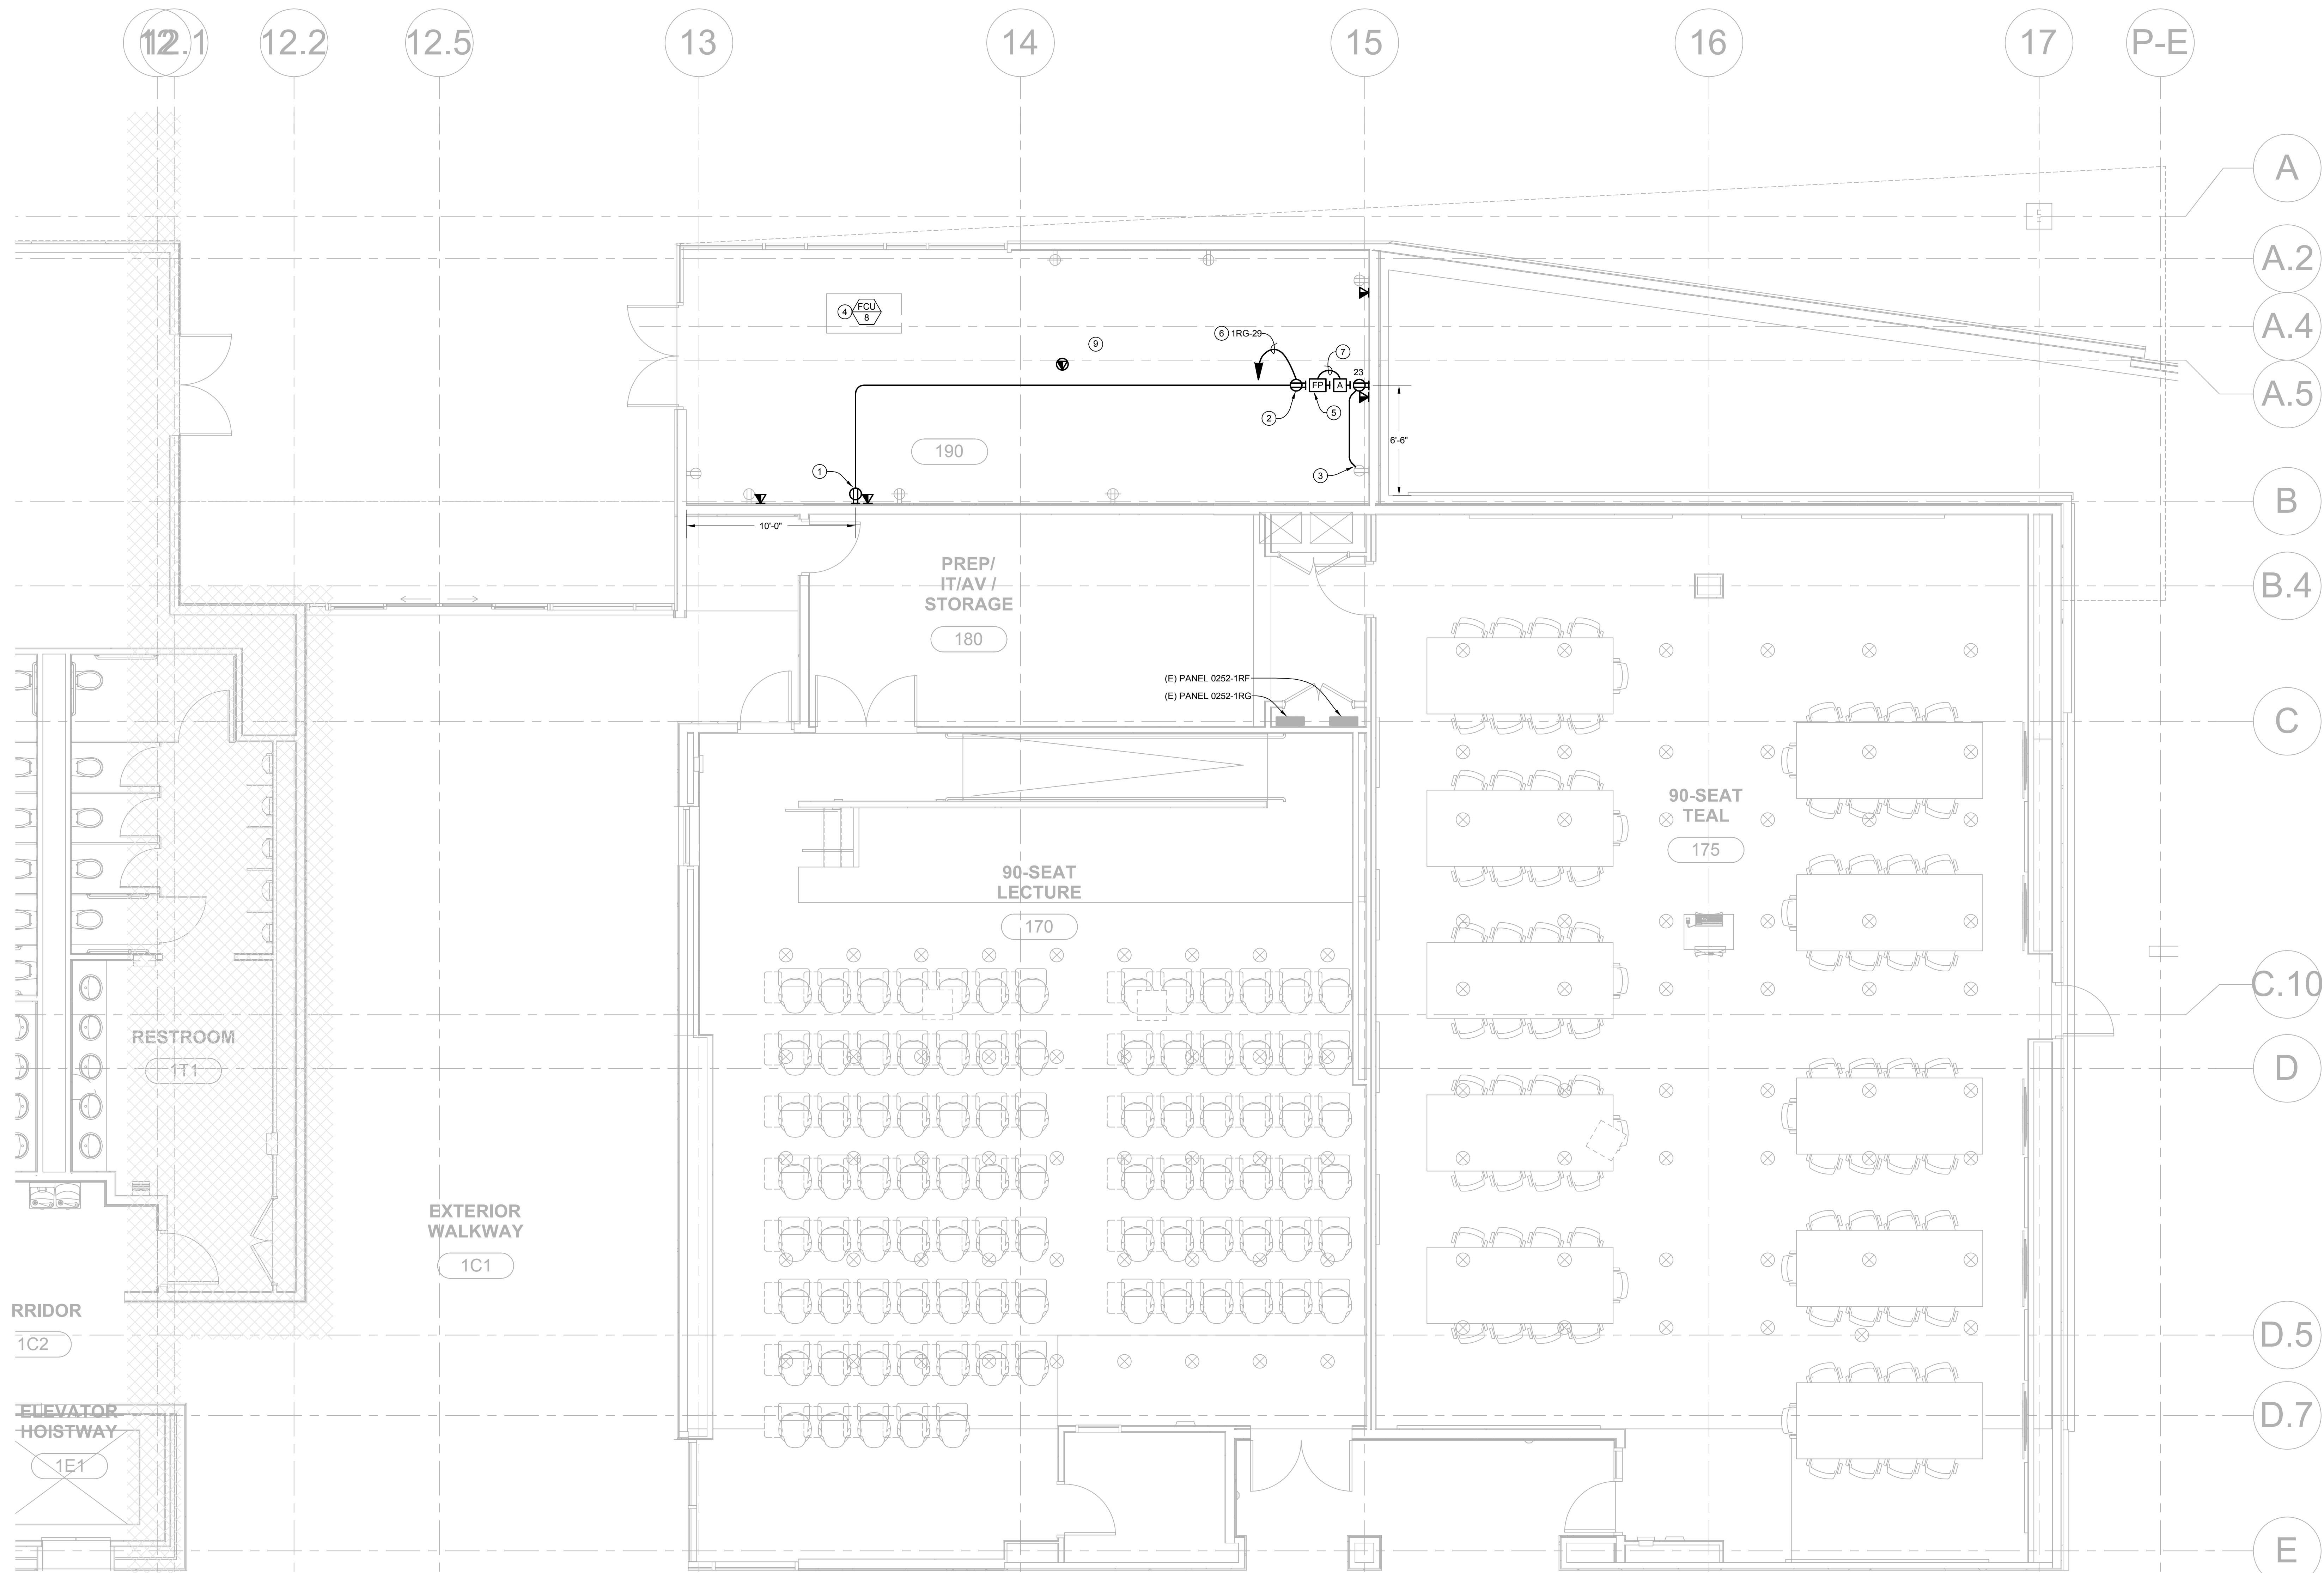 12
12.1
12.2
12.5
13
14
15
16
17
P-E
A
A.2
A.4
A.5
B
B.4
C
C.10
D
D.5
D.7
E
4
FCU
8
9
6
1RG-29
7
23
FP
A
2
5
6'-6"
190
1
3
10'-0"
PREP/
IT/AV /
STORAGE
180
(E) PANEL 0252-1RF
(E) PANEL 0252-1RG
90-SEAT
TEAL
175
90-SEAT
LECTURE
170
RESTROOM
1T1
EXTERIOR
WALKWAY
1C1
RRIDOR
1C2
ELEVATOR
HOISTWAY
1E1